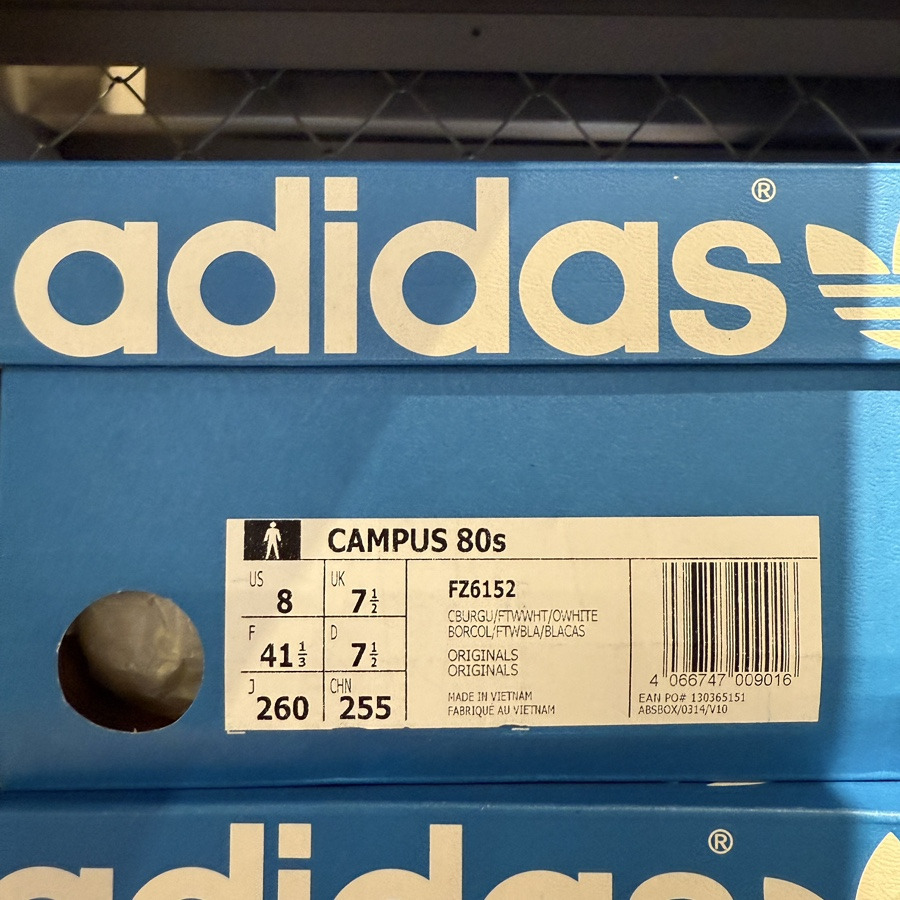 adidas®
CAMPUS 80s
US 8
UK 7½
F 41⅓
D 7½
J 260
CHN 255
FZ6152
CBURGU/FTWWHT/OWHITE
BORCOL/FTWBLA/BLACAS
ORIGINALS
ORIGINALS
MADE IN VIETNAM
FABRIQUÉ AU VIETNAM
4 066747 009016
EAN PO# 130365151
ABSBOX/0314/V10
adidas®